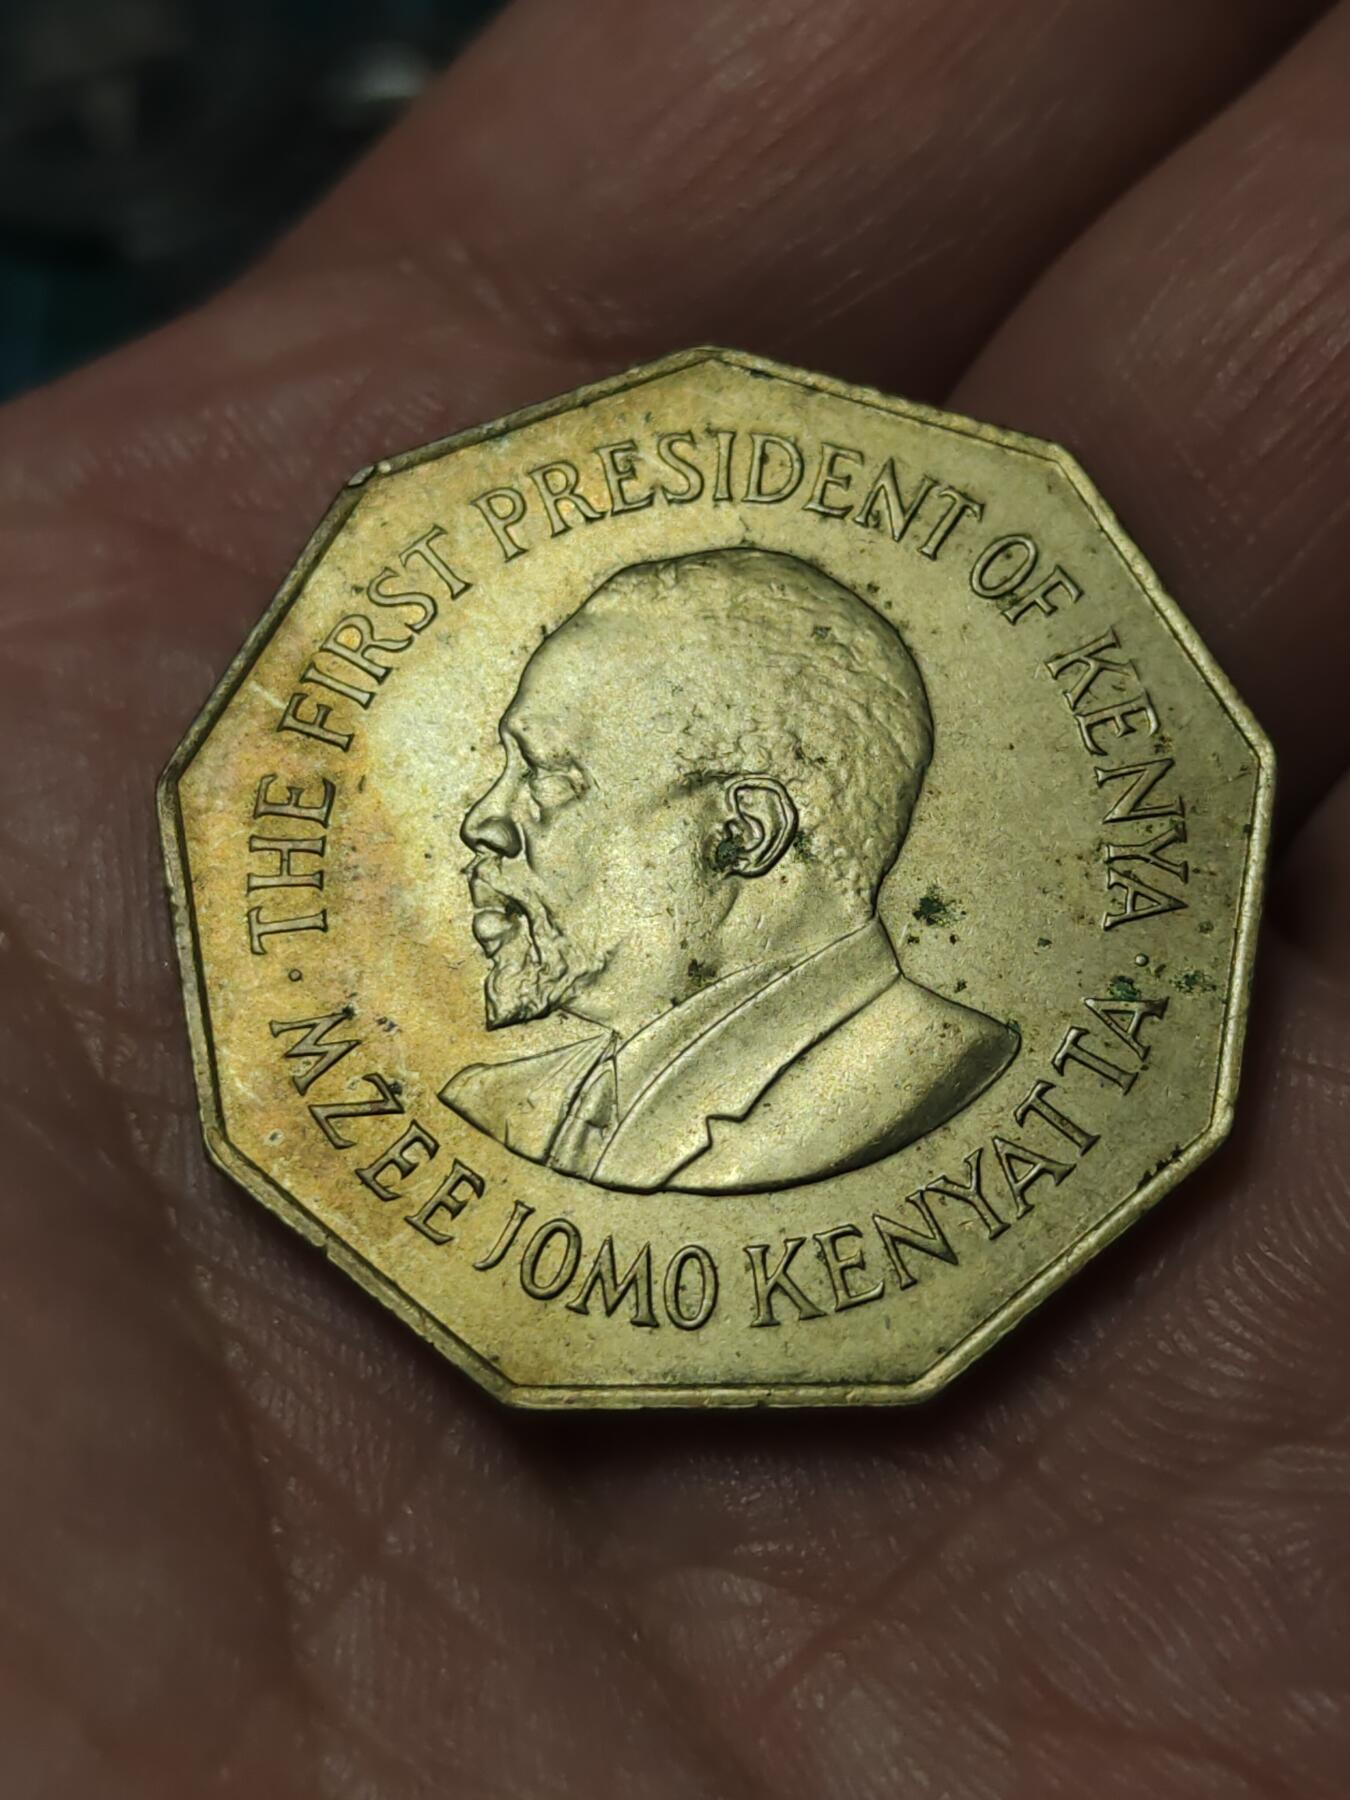 · THE FIRST PRESIDENT OF KENYA ·
MZEE JOMO KENYATTA